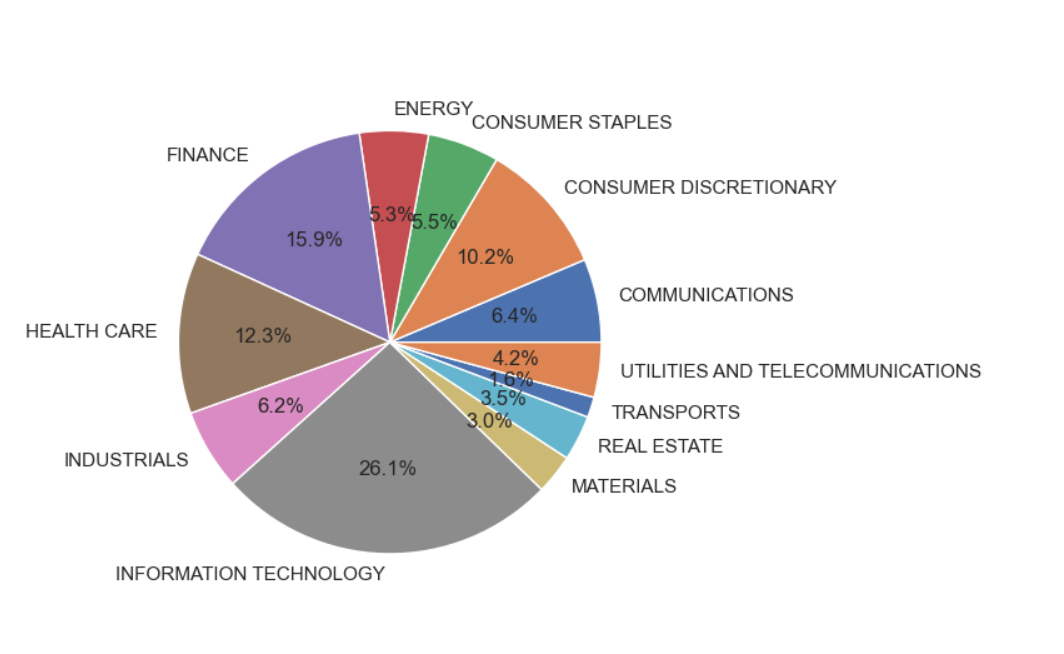 ENERGY
CONSUMER STAPLES
FINANCE
CONSUMER DISCRETIONARY
5.3%
5.5%
15.9%
10.2%
COMMUNICATIONS
6.4%
HEALTH CARE
12.3%
4.2%
UTILITIES AND TELECOMMUNICATIONS
1.6%
3.5%
TRANSPORTS
6.2%
3.0%
REAL ESTATE
INDUSTRIALS
26.1%
MATERIALS
INFORMATION TECHNOLOGY